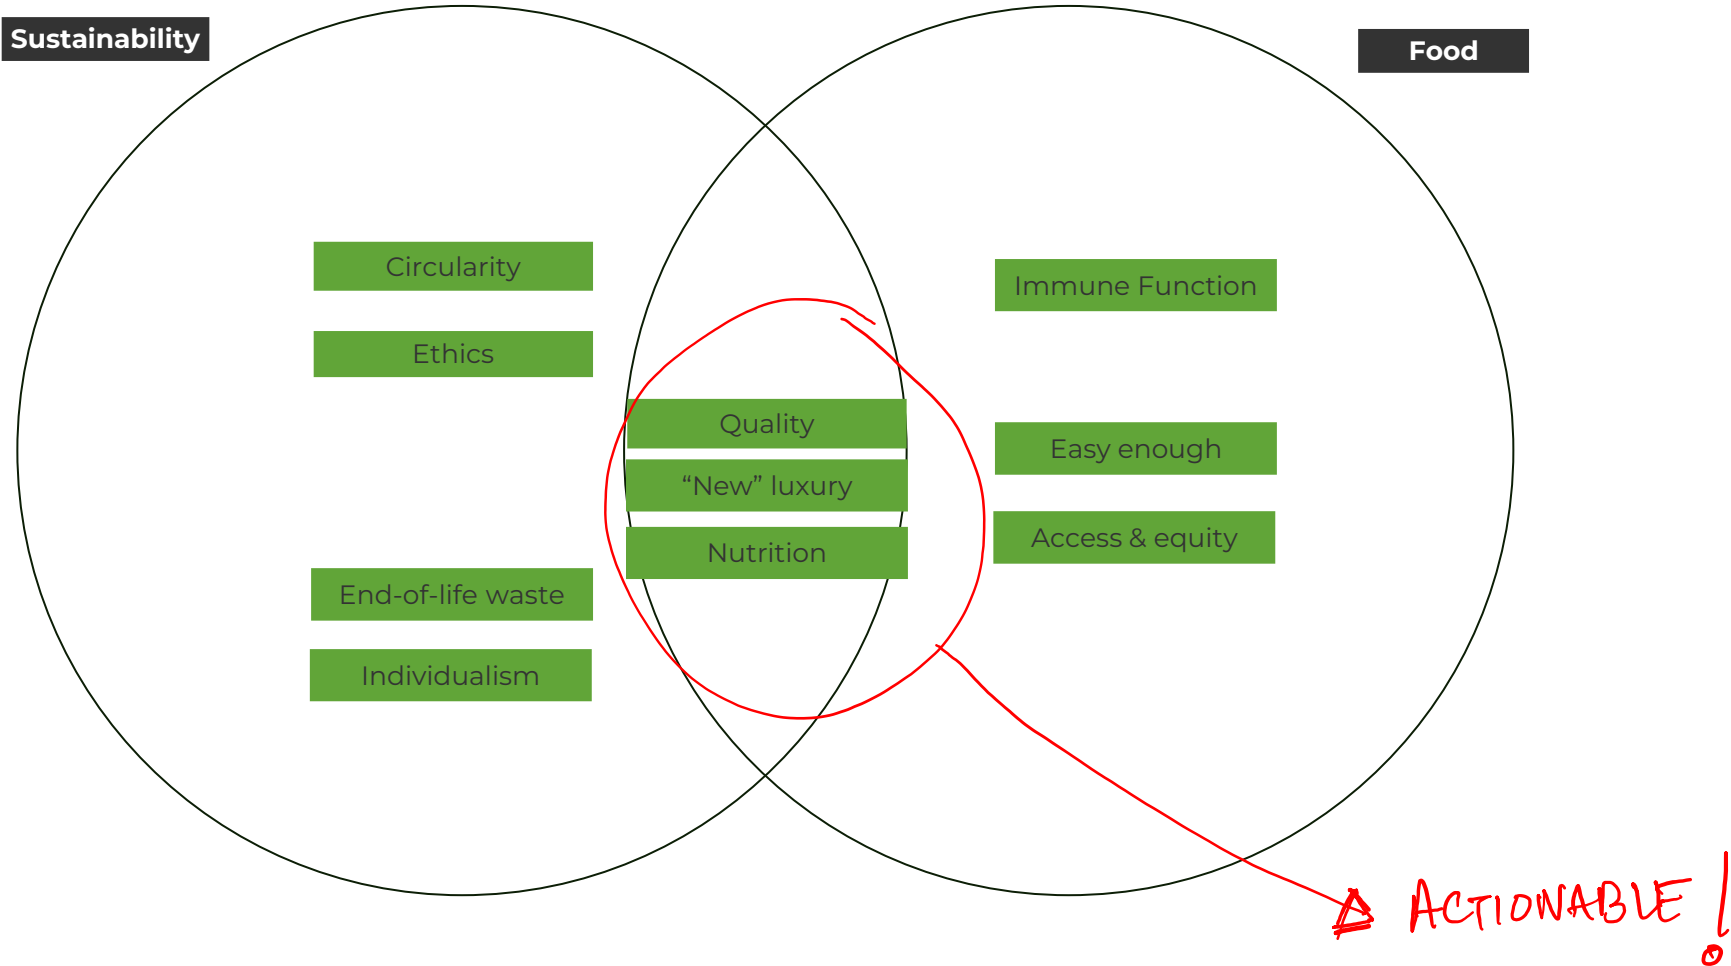 Sustainability
Food
Circularity
Ethics
Quality
“New” luxury
Nutrition
End-of-life waste
Individualism
Immune Function
Easy enough
Access & equity
ACTIONABLE!